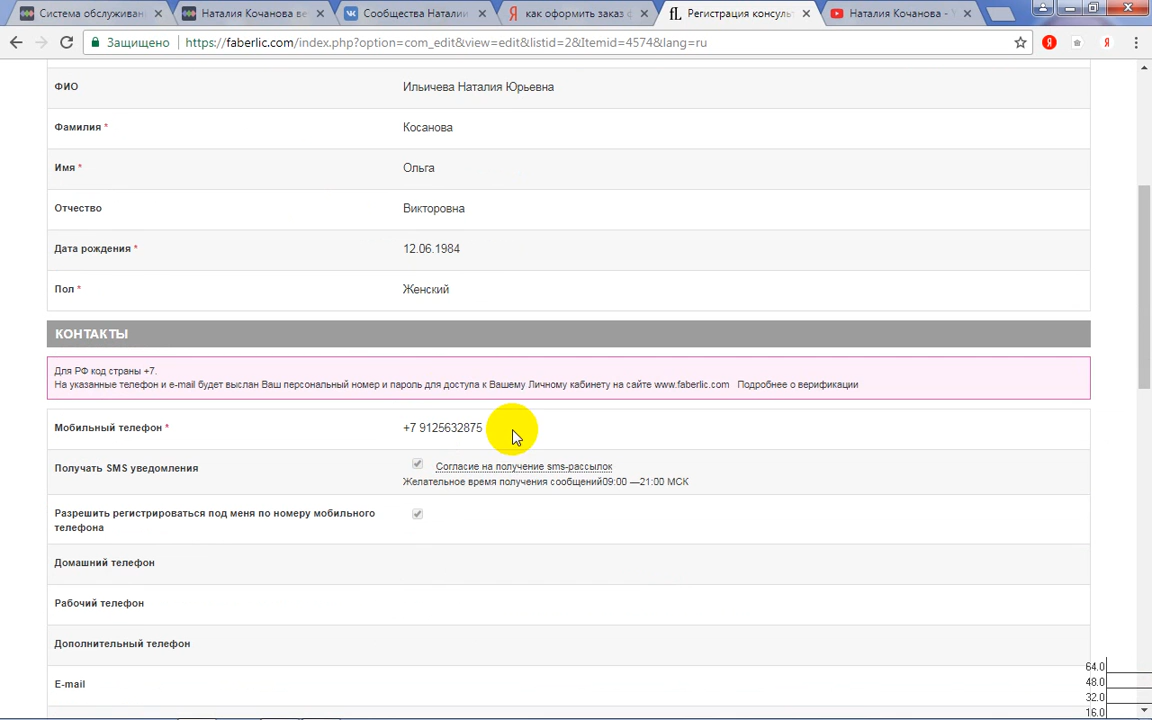 Система обслуживан
Наталия Кочанова ве
Сообщества Наталии
как оформить заказ ф
Регистрация консуль
Наталия Кочанова - Y
Защищено
https://faberlic.com/index.php?option=com_edit&view=edit&listid=2&Itemid=4574&lang=ru
ФИО Ильичева Наталия Юрьевна
Фамилия * Косанова
Имя * Ольга
Отчество Викторовна
Дата рождения * 12.06.1984
Пол * Женский
КОНТАКТЫ
Для РФ код страны +7.
На указанные телефон и e-mail будет выслан Ваш персональный номер и пароль для доступа к Вашему Личному кабинету на сайте www.faberlic.com Подробнее о верификации
Мобильный телефон * +7 9125632875
Получать SMS уведомления Согласие на получение sms-рассылок
Желательное время получения сообщений09:00 —21:00 МСК
Разрешить регистрироваться под меня по номеру мобильного
телефона
Домашний телефон
Рабочий телефон
Дополнительный телефон
E-mail
64.0
48.0
32.0
16.0